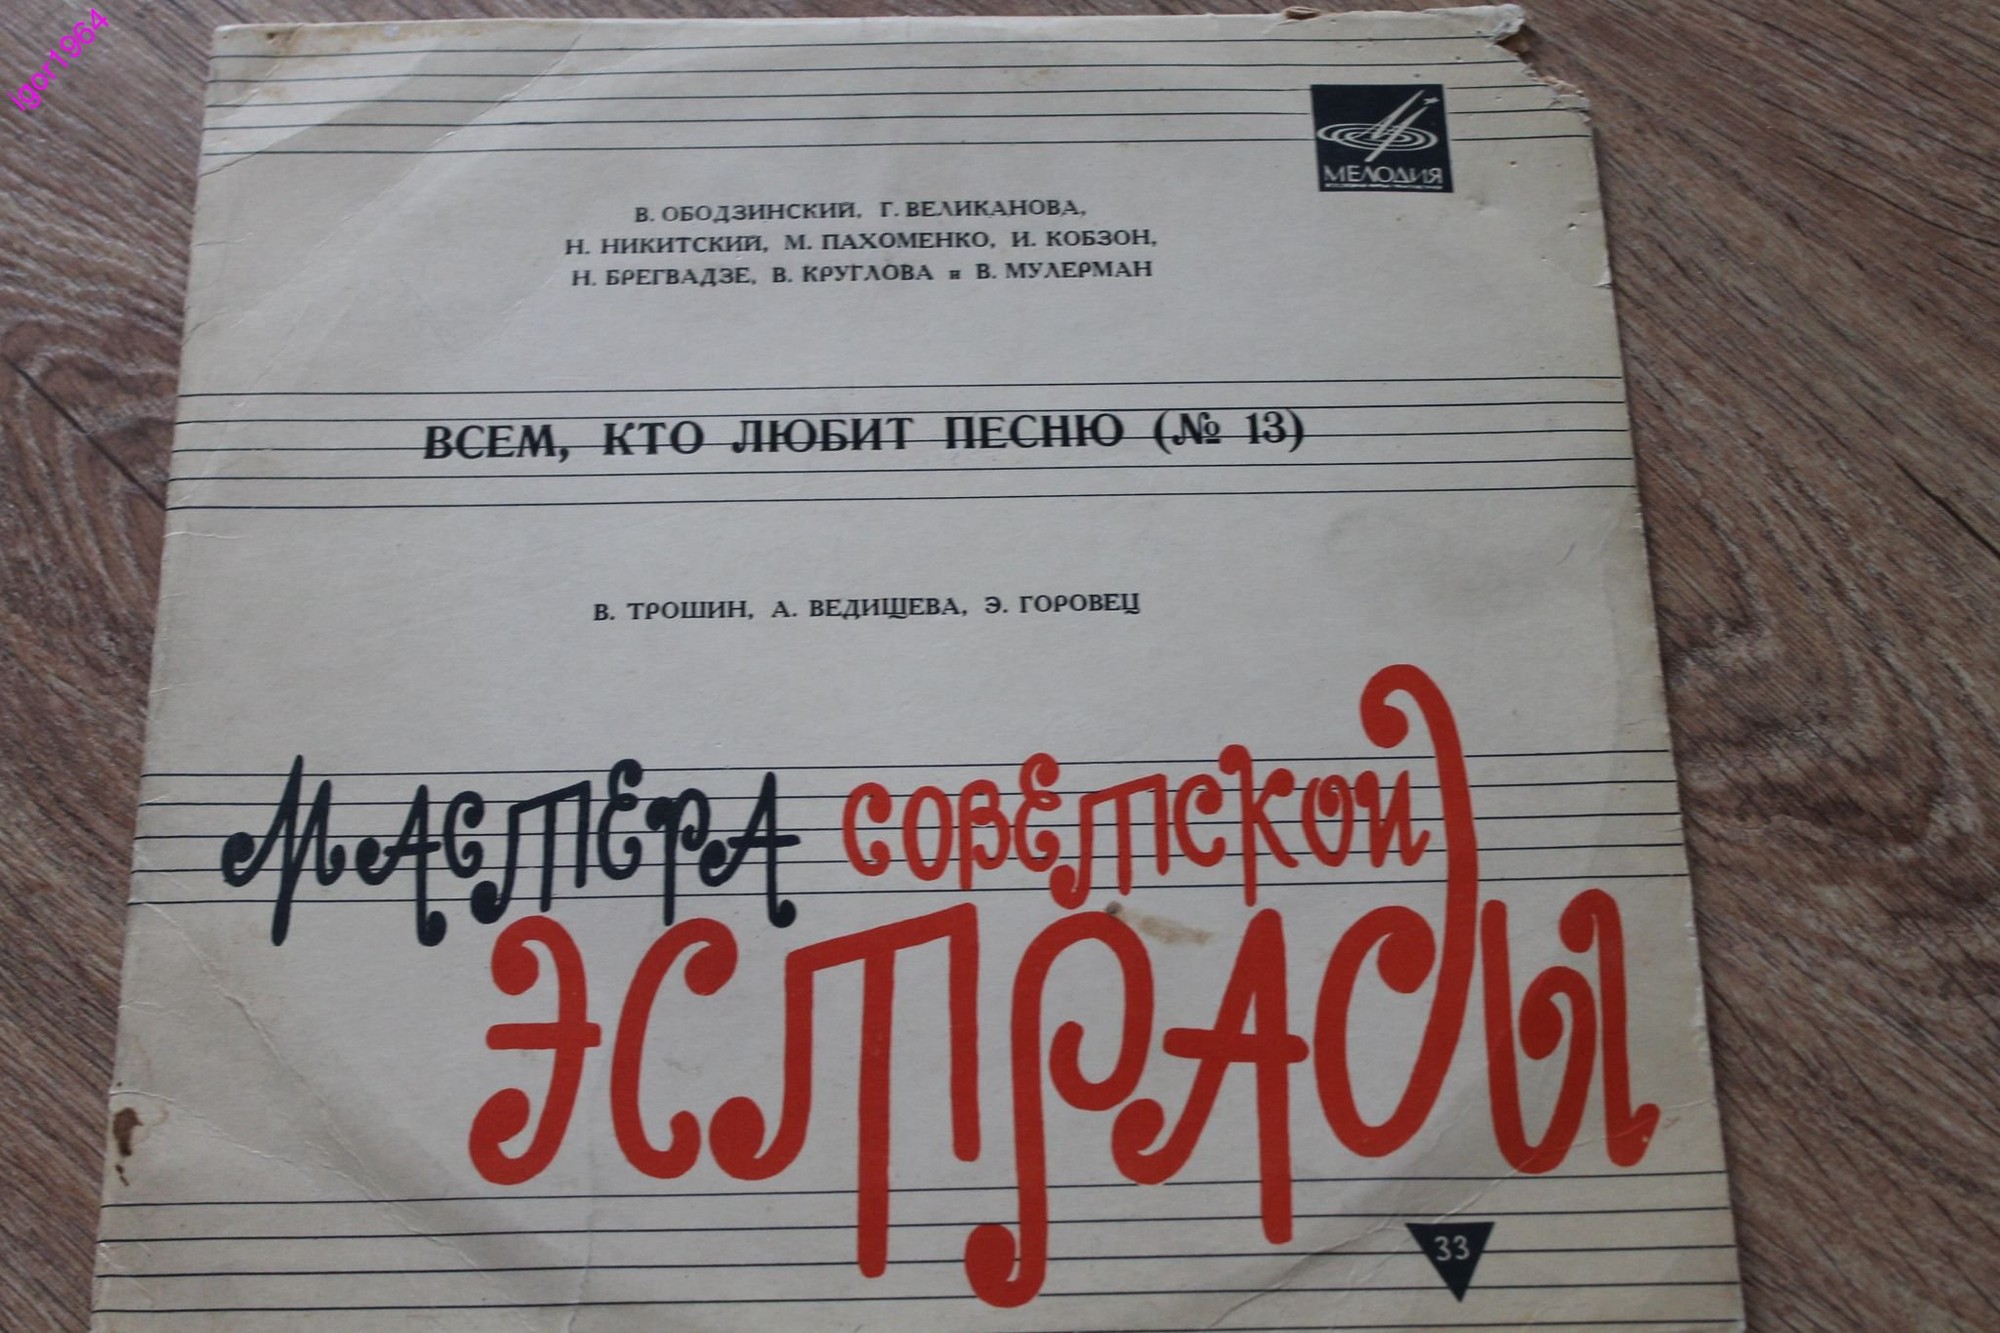 igor1964
МЕЛОДИЯ
В. ОБОДЗИНСКИЙ, Г. ВЕЛИКАНОВА,
Н. НИКИТСКИЙ, М. ПАХОМЕНКО, И. КОБЗОН,
Н. БРЕГВАДЗЕ, В. КРУГЛОВА и В. МУЛЕРМАН
ВСЕМ, КТО ЛЮБИТ ПЕСНЮ (№ 13)
В. ТРОШИН, А. ВЕДИЩЕВА, Э. ГОРОВЕЦ
МАСТЕРА СОВЕТСКОЙ
ЭСТРАДЫ
33